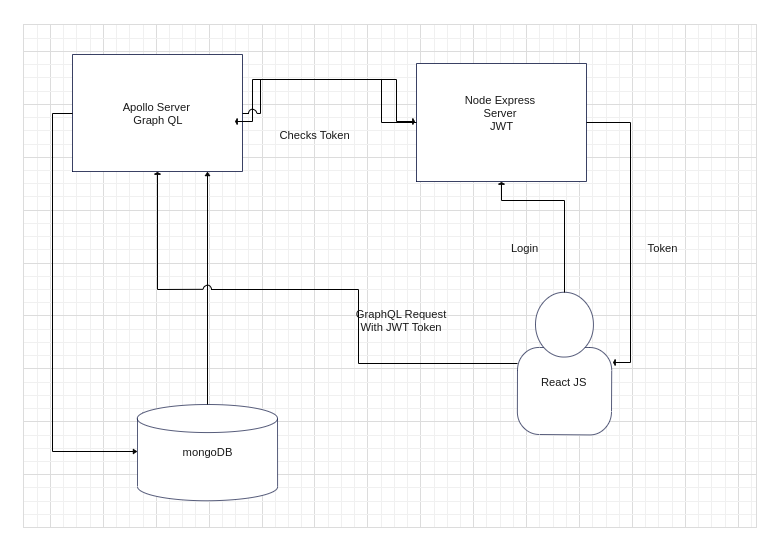 Apollo Server
Graph QL
Node Express
Server
JWT
Checks Token
Login
Token
GraphQL Request
With JWT Token
React JS
mongoDB